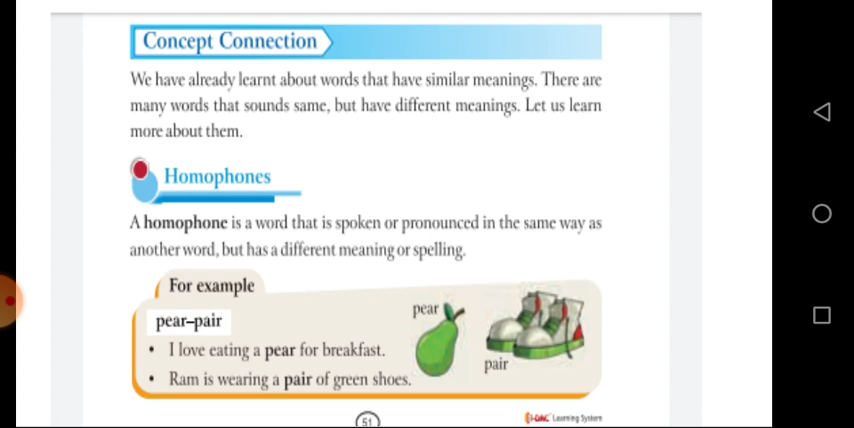 Concept Connection
We have already learnt about words that have similar meanings. There are
many words that sounds same, but have different meanings. Let us learn
more about them.
Homophones
A homophone is a word that is spoken or pronounced in the same way as
another word, but has a different meaning or spelling.
For example
pear–pair
• I love eating a pear for breakfast.
• Ram is wearing a pair of green shoes.
pear
pair
51
Learning System